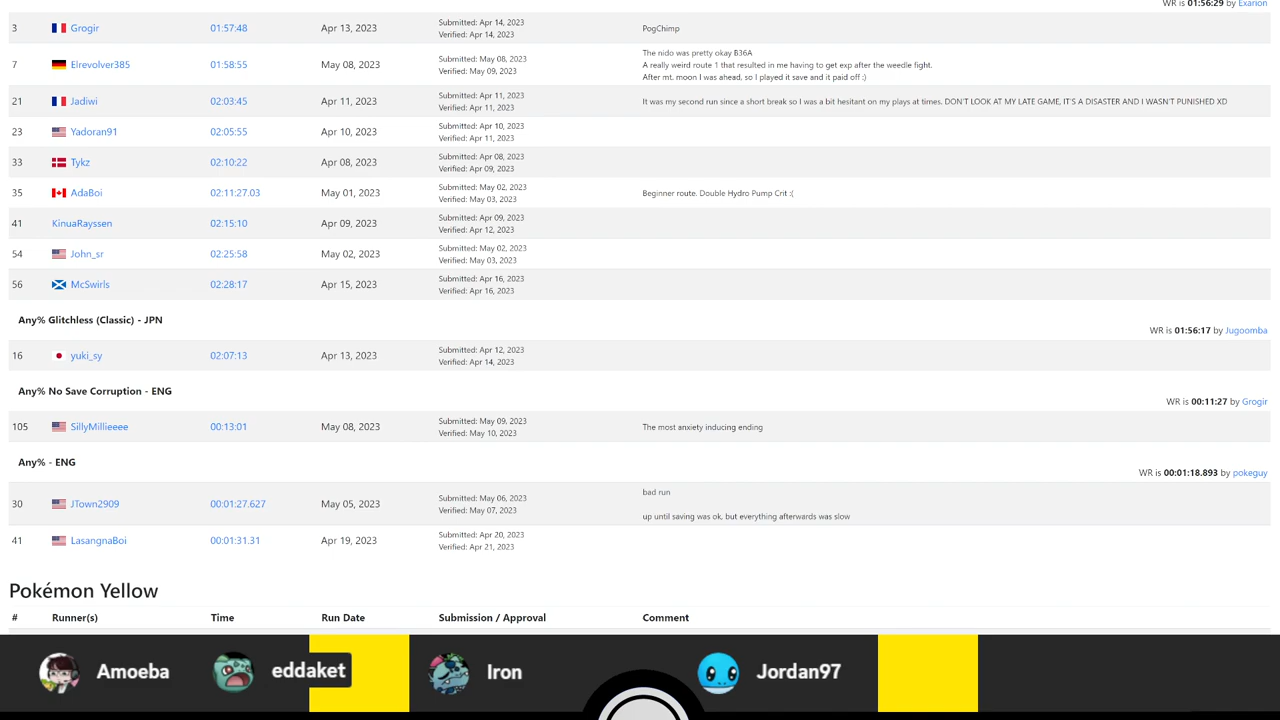 WR is 01:56:29 by Exarion
3 Grogir 01:57:48 Apr 13, 2023 Submitted: Apr 14, 2023 PogChimp
Verified: Apr 14, 2023
The nido was pretty okay B36A
7 Elrevolver385 01:58:55 May 08, 2023 Submitted: May 08, 2023 A really weird route 1 that resulted in me having to get exp after the weedle fight.
Verified: May 09, 2023 After mt. moon I was ahead, so I played it save and it paid off :)
21 Jadiwi 02:03:45 Apr 11, 2023 Submitted: Apr 11, 2023 It was my second run since a short break so I was a bit hesitant on my plays at times. DON'T LOOK AT MY LATE GAME, IT'S A DISASTER AND I WASN'T PUNISHED XD
Verified: Apr 11, 2023
23 Yadoran91 02:05:55 Apr 10, 2023 Submitted: Apr 10, 2023
Verified: Apr 11, 2023
33 Tykz 02:10:22 Apr 08, 2023 Submitted: Apr 08, 2023
Verified: Apr 09, 2023
35 AdaBoi 02:11:27.03 May 01, 2023 Submitted: May 02, 2023 Beginner route. Double Hydro Pump Crit :(
Verified: May 03, 2023
41 KinuaRayssen 02:15:10 Apr 09, 2023 Submitted: Apr 09, 2023
Verified: Apr 12, 2023
54 John_sr 02:25:58 May 02, 2023 Submitted: May 02, 2023
Verified: May 03, 2023
56 McSwirls 02:28:17 Apr 15, 2023 Submitted: Apr 16, 2023
Verified: Apr 16, 2023
Any% Glitchless (Classic) - JPN
WR is 01:56:17 by Jugoomba
16 yuki_sy 02:07:13 Apr 13, 2023 Submitted: Apr 12, 2023
Verified: Apr 14, 2023
Any% No Save Corruption - ENG
WR is 00:11:27 by Grogir
105 SillyMillieeee 00:13:01 May 08, 2023 Submitted: May 09, 2023 The most anxiety inducing ending
Verified: May 10, 2023
Any% - ENG
WR is 00:01:18.893 by pokeguy
bad run
30 JTown2909 00:01:27.627 May 05, 2023 Submitted: May 06, 2023
Verified: May 07, 2023 up until saving was ok, but everything afterwards was slow
41 LasangnaBoi 00:01:31.31 Apr 19, 2023 Submitted: Apr 20, 2023
Verified: Apr 21, 2023
Pokémon Yellow
# Runner(s) Time Run Date Submission / Approval Comment
Amoeba eddaket Iron Jordan97